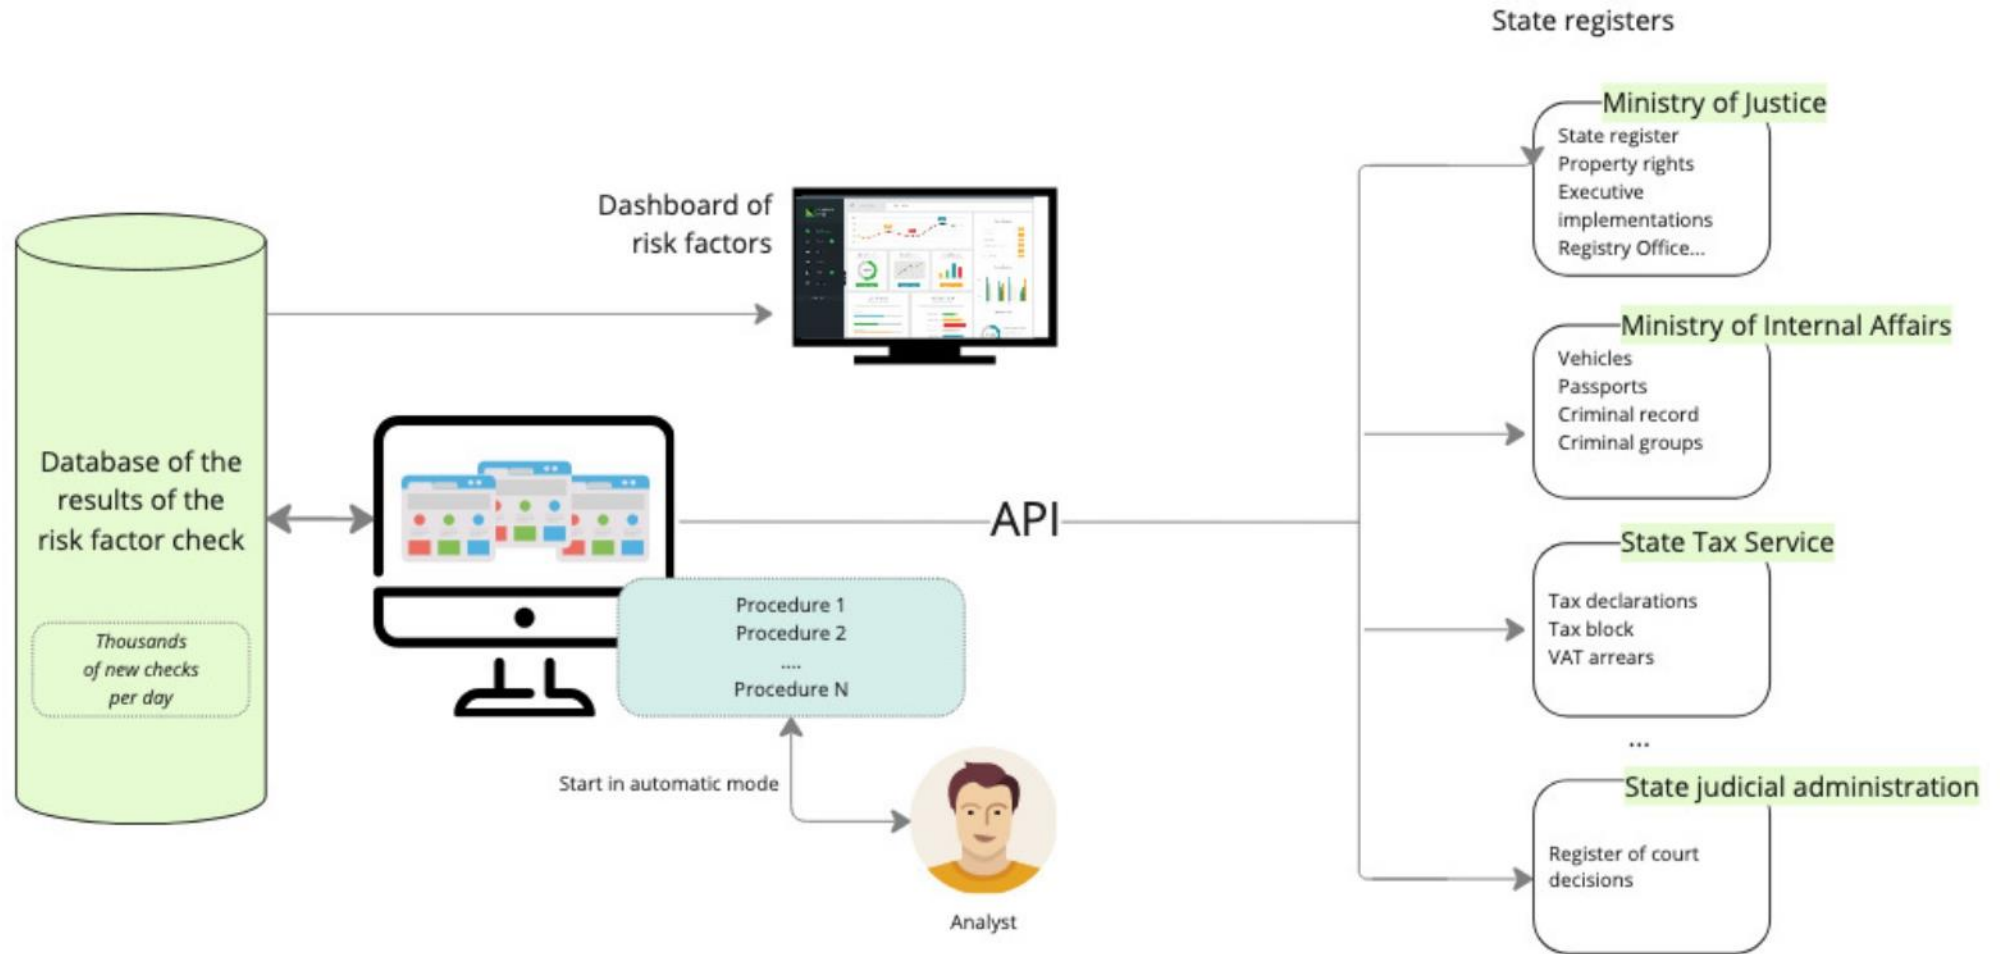 State registers
Ministry of Justice
State register
Property rights
Executive
implementations
Registry Office...
Dashboard of
risk factors
Ministry of Internal Affairs
Vehicles
Passports
Criminal record
Criminal groups
Database of the
results of the
risk factor check
Thousands
of new checks
per day
API
Procedure 1
Procedure 2
....
Procedure N
Start in automatic mode
Analyst
State Tax Service
Tax declarations
Tax block
VAT arrears
...
State judicial administration
Register of court
decisions